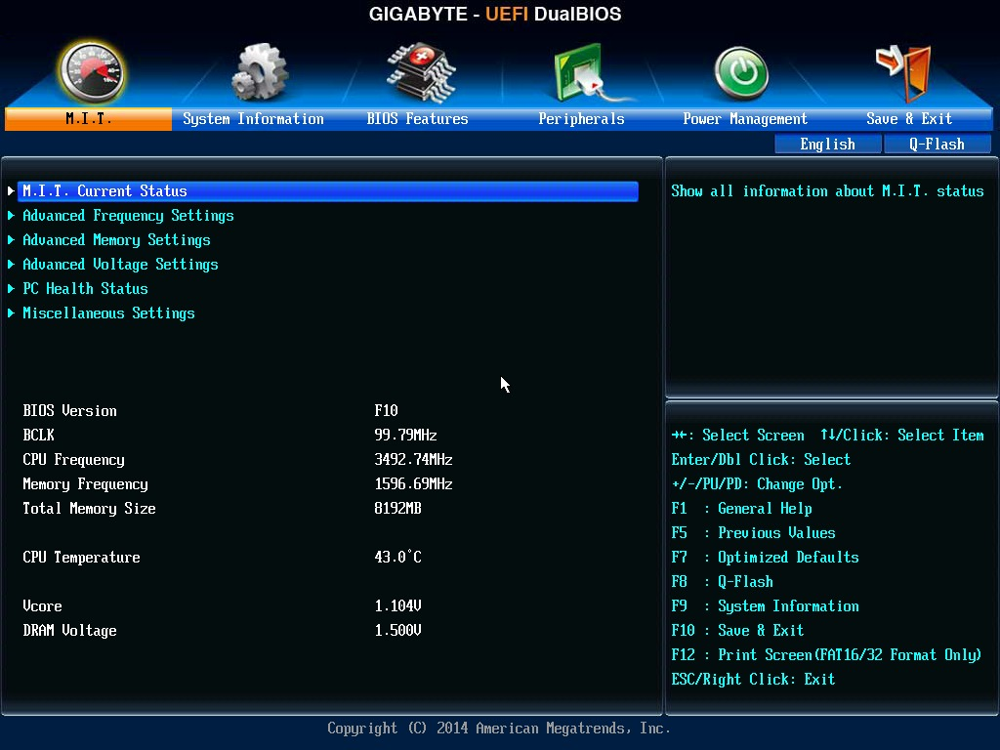 GIGABYTE - UEFI DualBIOS
M.I.T. System Information BIOS Features Peripherals Power Management Save & Exit
English Q-Flash
M.I.T. Current Status
Advanced Frequency Settings
Advanced Memory Settings
Advanced Voltage Settings
PC Health Status
Miscellaneous Settings
BIOS Version F10
BCLK 99.79MHz
CPU Frequency 3492.74MHz
Memory Frequency 1596.69MHz
Total Memory Size 8192MB
CPU Temperature 43.0°C
Vcore 1.104V
DRAM Voltage 1.500V
Show all information about M.I.T. status
→←: Select Screen ↑↓/Click: Select Item
Enter/Dbl Click: Select
+/-/PU/PD: Change Opt.
F1 : General Help
F5 : Previous Values
F7 : Optimized Defaults
F8 : Q-Flash
F9 : System Information
F10 : Save & Exit
F12 : Print Screen(FAT16/32 Format Only)
ESC/Right Click: Exit
Copyright (C) 2014 American Megatrends, Inc.